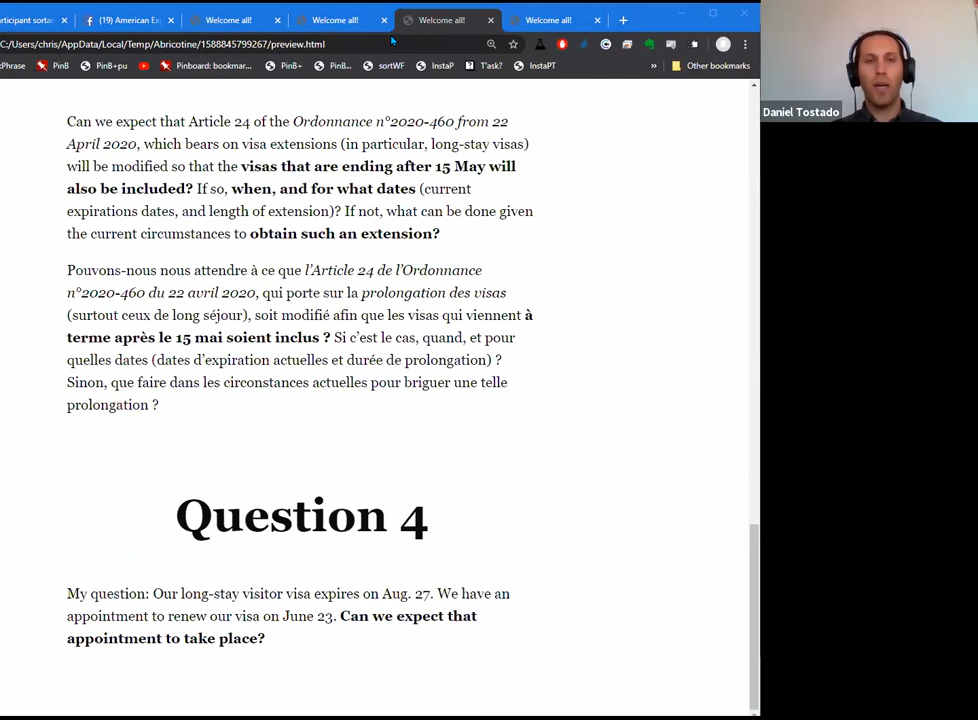 articipant sorta
(19) American Ex
Welcome all!
Welcome all!
Welcome all!
Welcome all!
C:/Users/chris/AppData/Local/Temp/Abricotine/1588845799267/preview.html
Phrase
PinB
PinB+pu
Pinboard: bookmar...
PinB+
PinB...
sortWF
InstaP
T'ask?
InstaPT
Other bookmarks
Daniel Tostado
Can we expect that Article 24 of the Ordonnance n°2020-460 from 22
April 2020, which bears on visa extensions (in particular, long-stay visas)
will be modified so that the visas that are ending after 15 May will
also be included? If so, when, and for what dates (current
expirations dates, and length of extension)? If not, what can be done given
the current circumstances to obtain such an extension?
Pouvons-nous nous attendre à ce que l'Article 24 de l'Ordonnance
n°2020-460 du 22 avril 2020, qui porte sur la prolongation des visas
(surtout ceux de long séjour), soit modifié afin que les visas qui viennent à
terme après le 15 mai soient inclus ? Si c'est le cas, quand, et pour
quelles dates (dates d'expiration actuelles et durée de prolongation) ?
Sinon, que faire dans les circonstances actuelles pour briguer une telle
prolongation ?
Question 4
My question: Our long-stay visitor visa expires on Aug. 27. We have an
appointment to renew our visa on June 23. Can we expect that
appointment to take place?